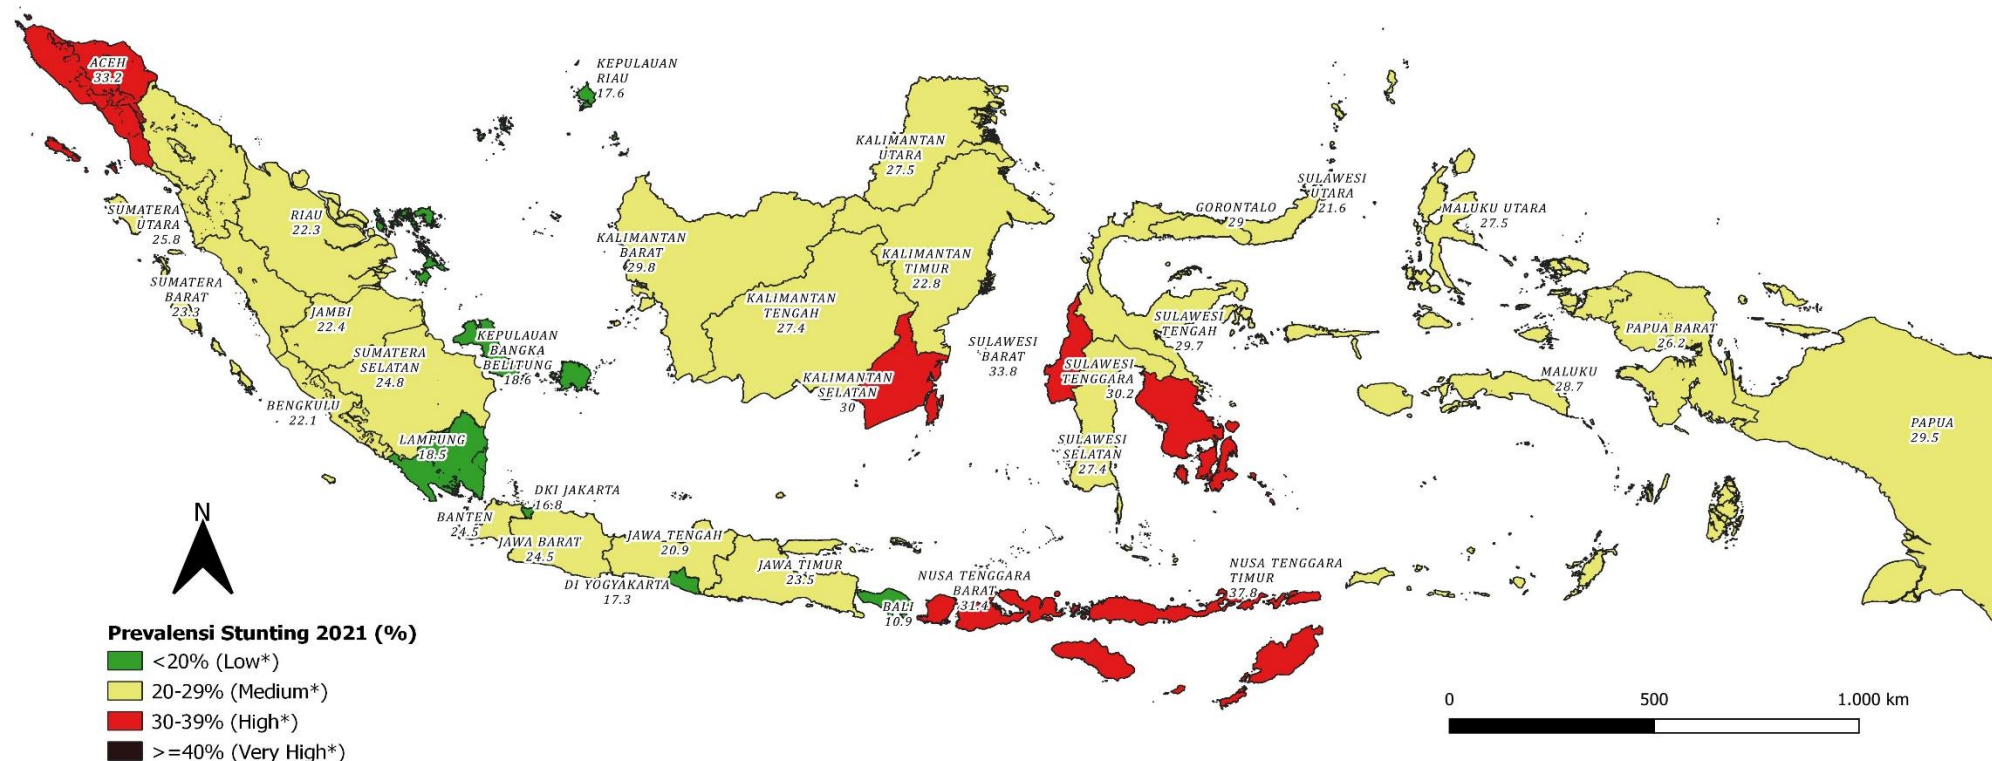 ACEH
33.2
KEPULAUAN
RIAU
17.6
SUMATERA
UTARA
25.8
RIAU
22.3
SUMATERA
BARAT
23.3
JAMBI
22.4
SUMATERA
SELATAN
24.8
KEPULAUAN
BANGKA
BELITUNG
18.6
BENGKULU
22.1
LAMPUNG
18.5
KALIMANTAN
UTARA
27.5
KALIMANTAN
BARAT
29.8
KALIMANTAN
TIMUR
22.8
KALIMANTAN
TENGAH
27.4
KALIMANTAN
SELATAN
30
SULAWESI
UTARA
21.6
GORONTALO
29
SULAWESI
TENGAH
29.7
SULAWESI
BARAT
33.8
SULAWESI
TENGGARA
30.2
SULAWESI
SELATAN
27.4
MALUKU UTARA
27.5
PAPUA BARAT
26.2
MALUKU
28.7
PAPUA
29.5
DKI JAKARTA
16.8
BANTEN
24.5
JAWA BARAT
24.5
JAWA TENGAH
20.9
DI YOGYAKARTA
17.3
JAWA TIMUR
23.5
BALI
10.9
NUSA TENGGARA
BARAT
31.4
NUSA TENGGARA
TIMUR
37.8
N
Prevalensi Stunting 2021 (%)
<20% (Low*)
20-29% (Medium*)
30-39% (High*)
>=40% (Very High*)
0 500 1.000 km